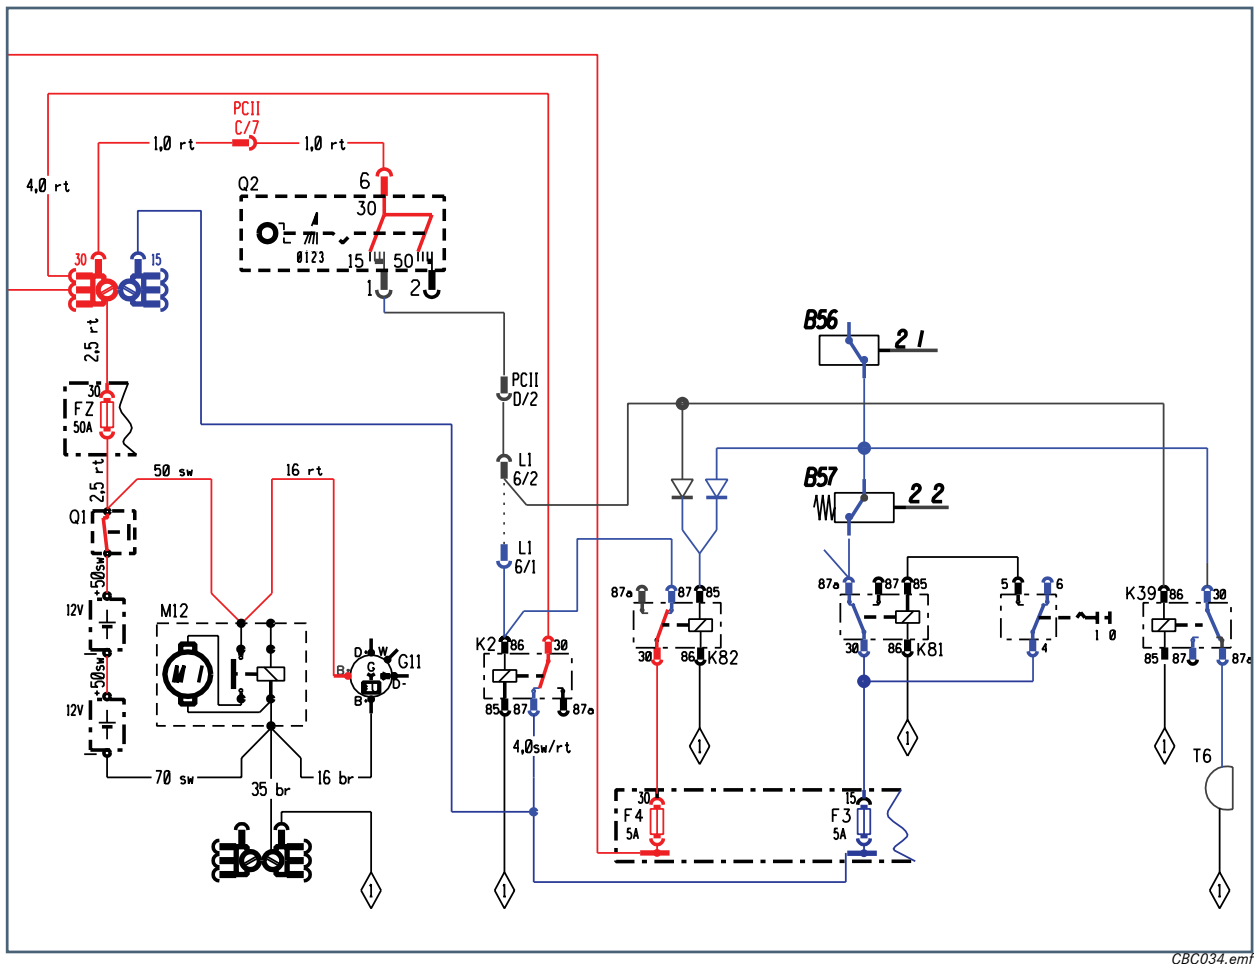 PCII
C/7
1,0 rt
1,0 rt
4,0 rt
Q2
6
30
0123
15
50
1
2
30
15
2,5 rt
30
FZ
50A
2,5 rt
50 sw
16 rt
Q1
+50sw
12V
+50sw
12V
M12
M 1
70 sw
16 br
35 br
D+
W
G
B+
G11
D-
B-
1
PCII
D/2
L1
6/2
L1
6/1
K2
86
30
85
87
87a
4,0sw/rt
1
B56
2 1
B57
2 2
87a
87
85
30
86
K82
1
87a
87
85
30
86
K81
1
5
6
4
1 0
K39
86
30
85
87
87a
1
T6
1
30
F4
5A
15
F3
5A
CBC034.emf